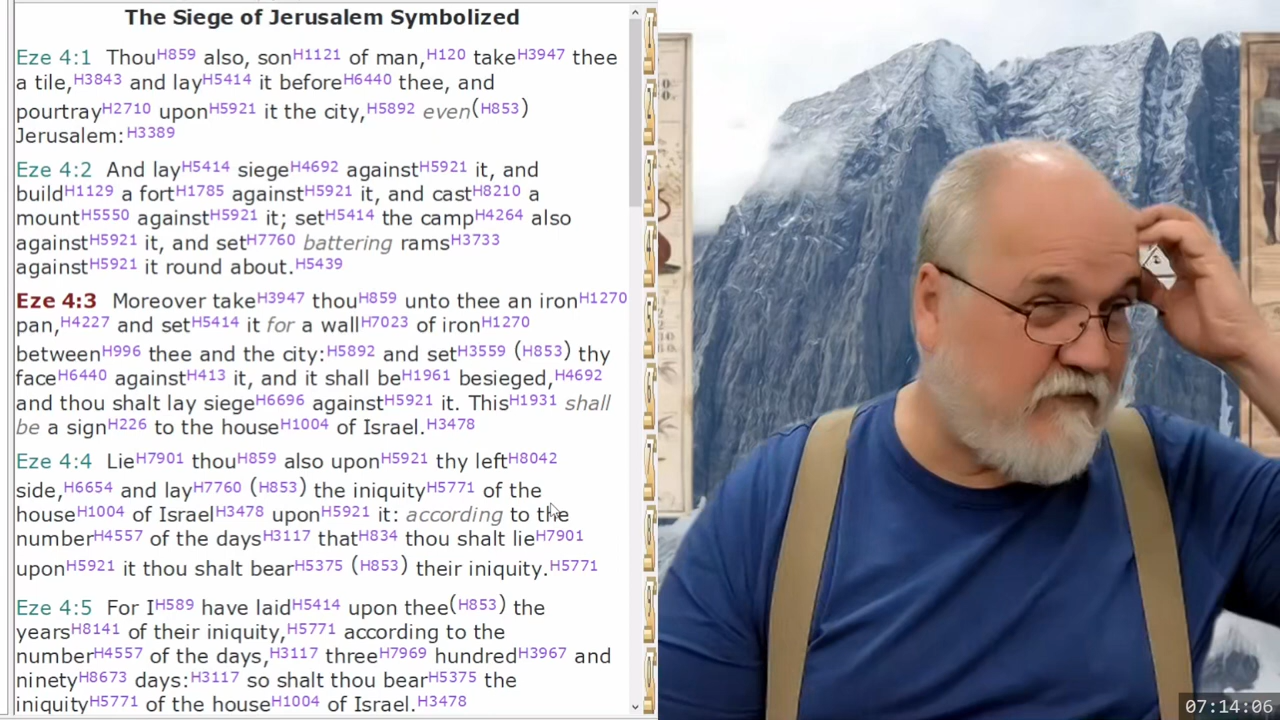 The Siege of Jerusalem Symbolized
Eze 4:1 ThouH859 also, sonH1121 of man,H120 takeH3947 thee
a tile,H3843 and layH5414 it beforeH6440 thee, and
pourtrayH2710 uponH5921 it the city,H5892 even(H853)
Jerusalem:H3389
Eze 4:2 And layH5414 siegeH4692 againstH5921 it, and
buildH1129 a fortH1785 againstH5921 it, and castH8210 a
mountH5550 againstH5921 it; setH5414 the campH4264 also
againstH5921 it, and setH7760 battering ramsH3733
againstH5921 it round about.H5439
Eze 4:3 Moreover takeH3947 thouH859 unto thee an ironH1270
pan,H4227 and setH5414 it for a wallH7023 of ironH1270
betweenH996 thee and the city:H5892 and setH3559 (H853) thy
faceH6440 againstH413 it, and it shall beH1961 besieged,H4692
and thou shalt lay siegeH6696 againstH5921 it. ThisH1931 shall
be a signH226 to the houseH1004 of Israel.H3478
Eze 4:4 LieH7901 thouH859 also uponH5921 thy leftH8042
side,H6654 and layH7760 (H853) the iniquityH5771 of the
houseH1004 of IsraelH3478 uponH5921 it: according to the
numberH4557 of the daysH3117 thatH834 thou shalt lieH7901
uponH5921 it thou shalt bearH5375 (H853) their iniquity.H5771
Eze 4:5 For IH589 have laidH5414 upon thee(H853) the
yearsH8141 of their iniquity,H5771 according to the
numberH4557 of the days,H3117 threeH7969 hundredH3967 and
ninetyH8673 days:H3117 so shalt thou bearH5375 the
iniquityH5771 of the houseH1004 of Israel.H3478
07:14:06